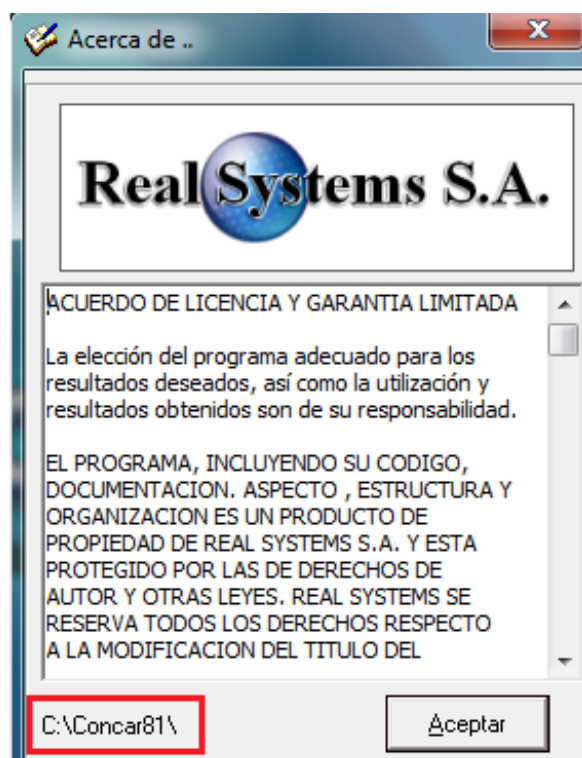 Acerca de ..
Real Systems S.A.
ACUERDO DE LICENCIA Y GARANTIA LIMITADA
La elección del programa adecuado para los
resultados deseados, así como la utilización y
resultados obtenidos son de su responsabilidad.
EL PROGRAMA, INCLUYENDO SU CODIGO,
DOCUMENTACION. ASPECTO , ESTRUCTURA Y
ORGANIZACION ES UN PRODUCTO DE
PROPIEDAD DE REAL SYSTEMS S.A. Y ESTA
PROTEGIDO POR LAS DE DERECHOS DE
AUTOR Y OTRAS LEYES. REAL SYSTEMS SE
RESERVA TODOS LOS DERECHOS RESPECTO
A LA MODIFICACION DEL TITULO DEL
C:\Concar81\
Aceptar